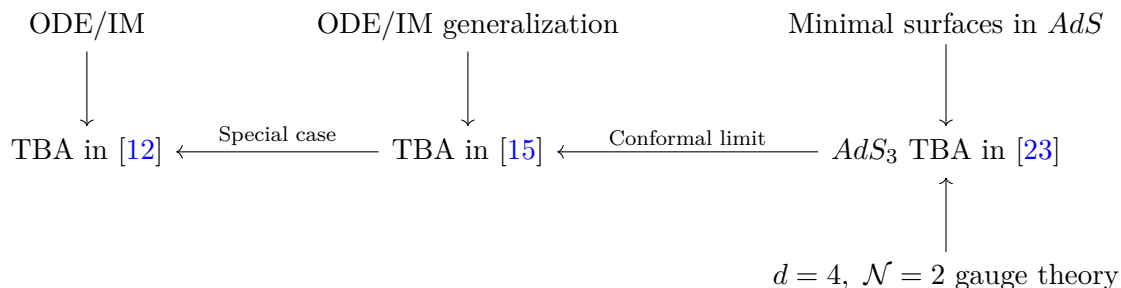 ODE/IM ODE/IM generalization Minimal surfaces in AdS
Special case Conformal limit
TBA in [12] TBA in [15] AdS₃ TBA in [23]
d = 4, 𝒩 = 2 gauge theory